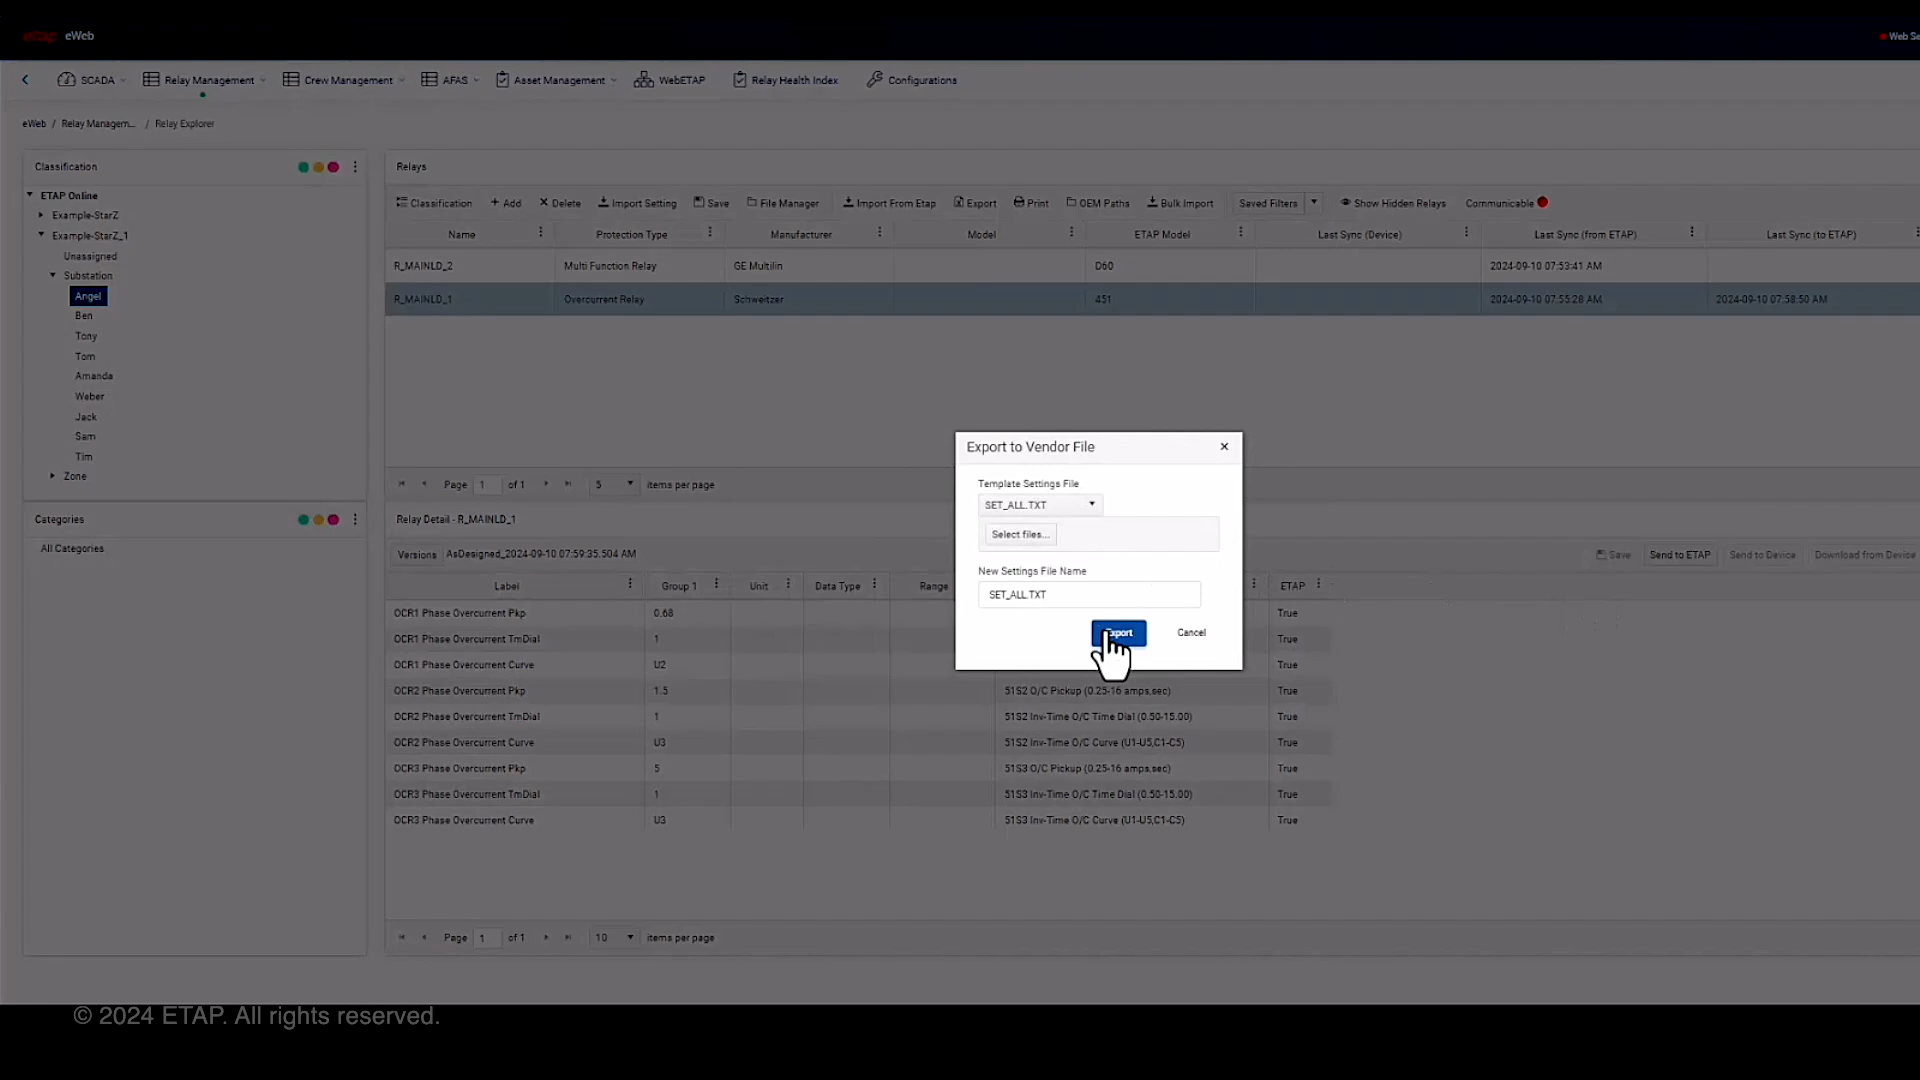 etap eWeb
Web Se
SCADA Relay Management Crew Management AFAS Asset Management WebETAP Relay Health Index Configurations
eWeb / Relay Managem... / Relay Explorer
Classification
ETAP Online
Example-StarZ
Example-StarZ_1
Unassigned
Substation
Angel
Ben
Tony
Tom
Amanda
Weber
Jack
Sam
Tim
Zone
Categories
All Categories
Relays
Classification + Add Delete Import Setting Save File Manager Import From Etap Export Print OEM Paths Bulk Import Saved Filters Show Hidden Relays Communicable
Name Protection Type Manufacturer Model ETAP Model Last Sync (Device) Last Sync (from ETAP) Last Sync (to ETAP)
R_MAINLD_2 Multi Function Relay GE Multilin D60 2024-09-10 07:53:41 AM
R_MAINLD_1 Overcurrent Relay Schweitzer 451 2024-09-10 07:55:28 AM 2024-09-10 07:58:50 AM
Page 1 of 1 5 items per page
Export to Vendor File
Template Settings File
SET_ALL.TXT
Select files...
New Settings File Name
SET_ALL.TXT
Export Cancel
Relay Detail - R_MAINLD_1
Versions AsDesigned_2024-09-10 07:59:35.504 AM Save Send to ETAP Send to Device Download from Device
Label Group 1 Unit Data Type Range ETAP
OCR1 Phase Overcurrent Pkp 0.68 True
OCR1 Phase Overcurrent TmDial 1 True
OCR1 Phase Overcurrent Curve U2 True
OCR2 Phase Overcurrent Pkp 1.5 51S2 O/C Pickup (0.25-16 amps,sec) True
OCR2 Phase Overcurrent TmDial 1 51S2 Inv-Time O/C Time Dial (0.50-15.00) True
OCR2 Phase Overcurrent Curve U3 51S2 Inv-Time O/C Curve (U1-U5,C1-C5) True
OCR3 Phase Overcurrent Pkp 5 51S3 O/C Pickup (0.25-16 amps,sec) True
OCR3 Phase Overcurrent TmDial 1 51S3 Inv-Time O/C Time Dial (0.50-15.00) True
OCR3 Phase Overcurrent Curve U3 51S3 Inv-Time O/C Curve (U1-U5,C1-C5) True
Page 1 of 1 10 items per page
© 2024 ETAP. All rights reserved.